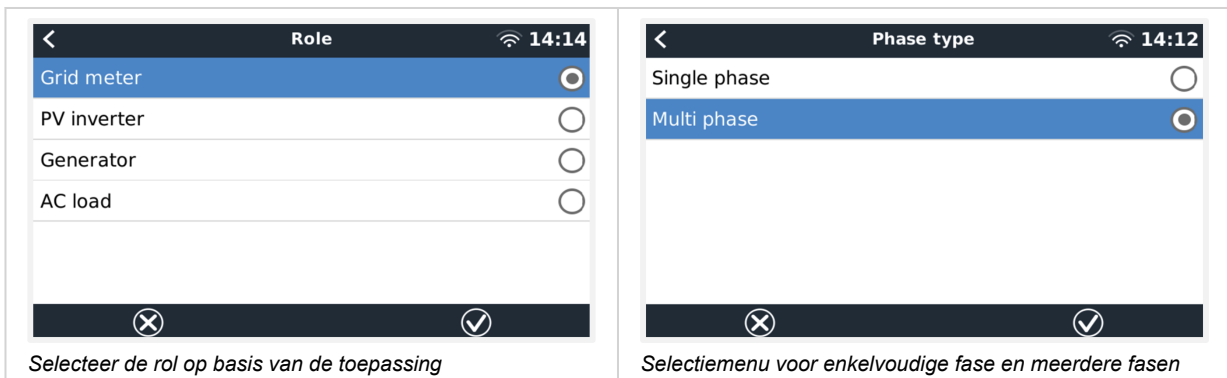 Role 14:14
Grid meter
PV inverter
Generator
AC load
Selecteer de rol op basis van de toepassing
Phase type 14:12
Single phase
Multi phase
Selectiemenu voor enkelvoudige fase en meerdere fasen